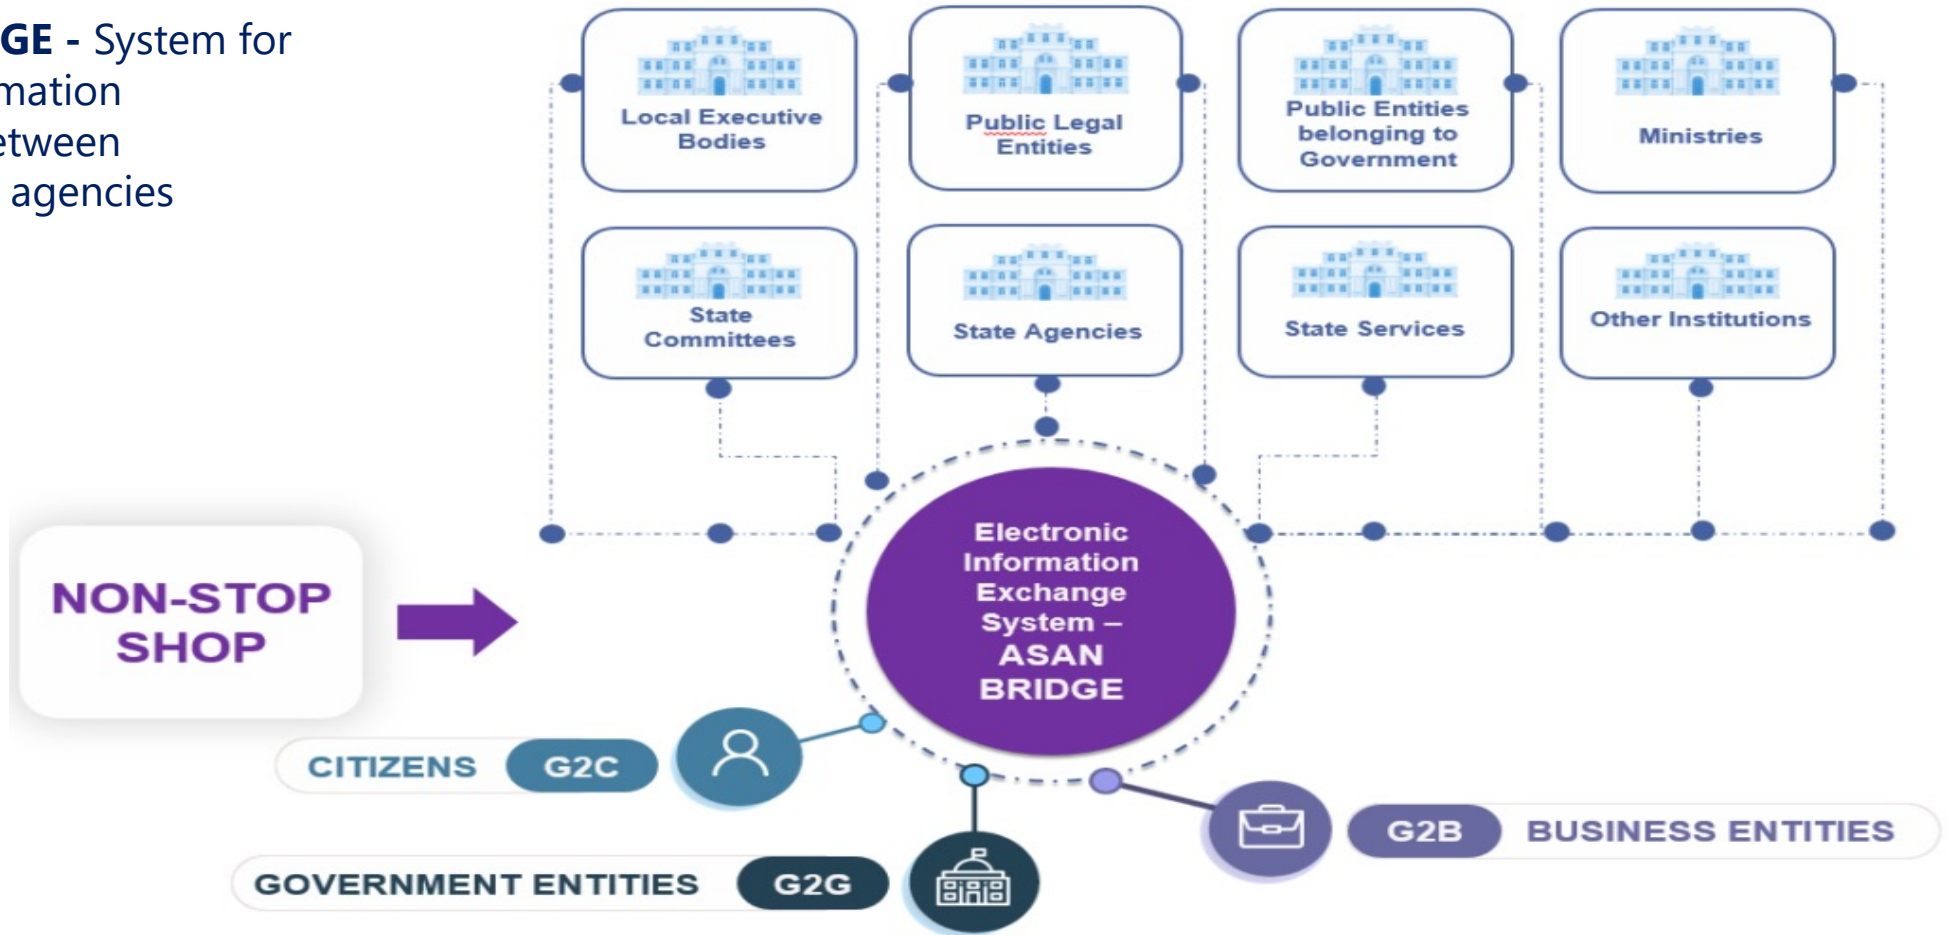 GE - System for
mation
etween
agencies
Local Executive
Bodies
Public Legal
Entities
Public Entities
belonging to
Government
Ministries
State
Committees
State Agencies
State Services
Other Institutions
NON-STOP
SHOP
Electronic
Information
Exchange
System –
ASAN
BRIDGE
CITIZENS G2C
G2B BUSINESS ENTITIES
GOVERNMENT ENTITIES G2G